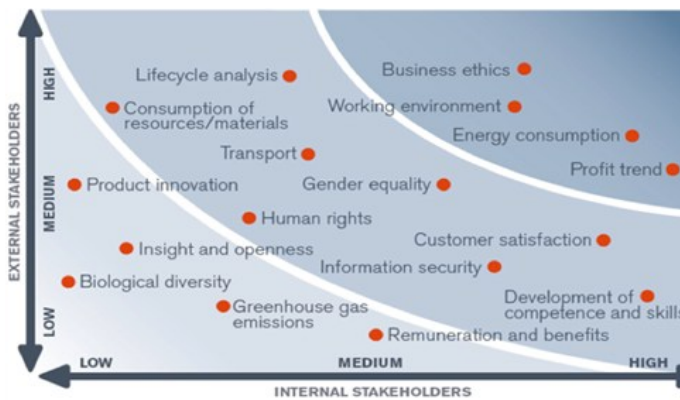 EXTERNAL STAKEHOLDERS
HIGH
MEDIUM
LOW
Lifecycle analysis
Business ethics
Consumption of
resources/materials
Working environment
Energy consumption
Transport
Profit trend
Product innovation
Gender equality
Human rights
Insight and openness
Customer satisfaction
Information security
Biological diversity
Development of
competence and skills
Greenhouse gas
emissions
Remuneration and benefits
LOW
MEDIUM
HIGH
INTERNAL STAKEHOLDERS